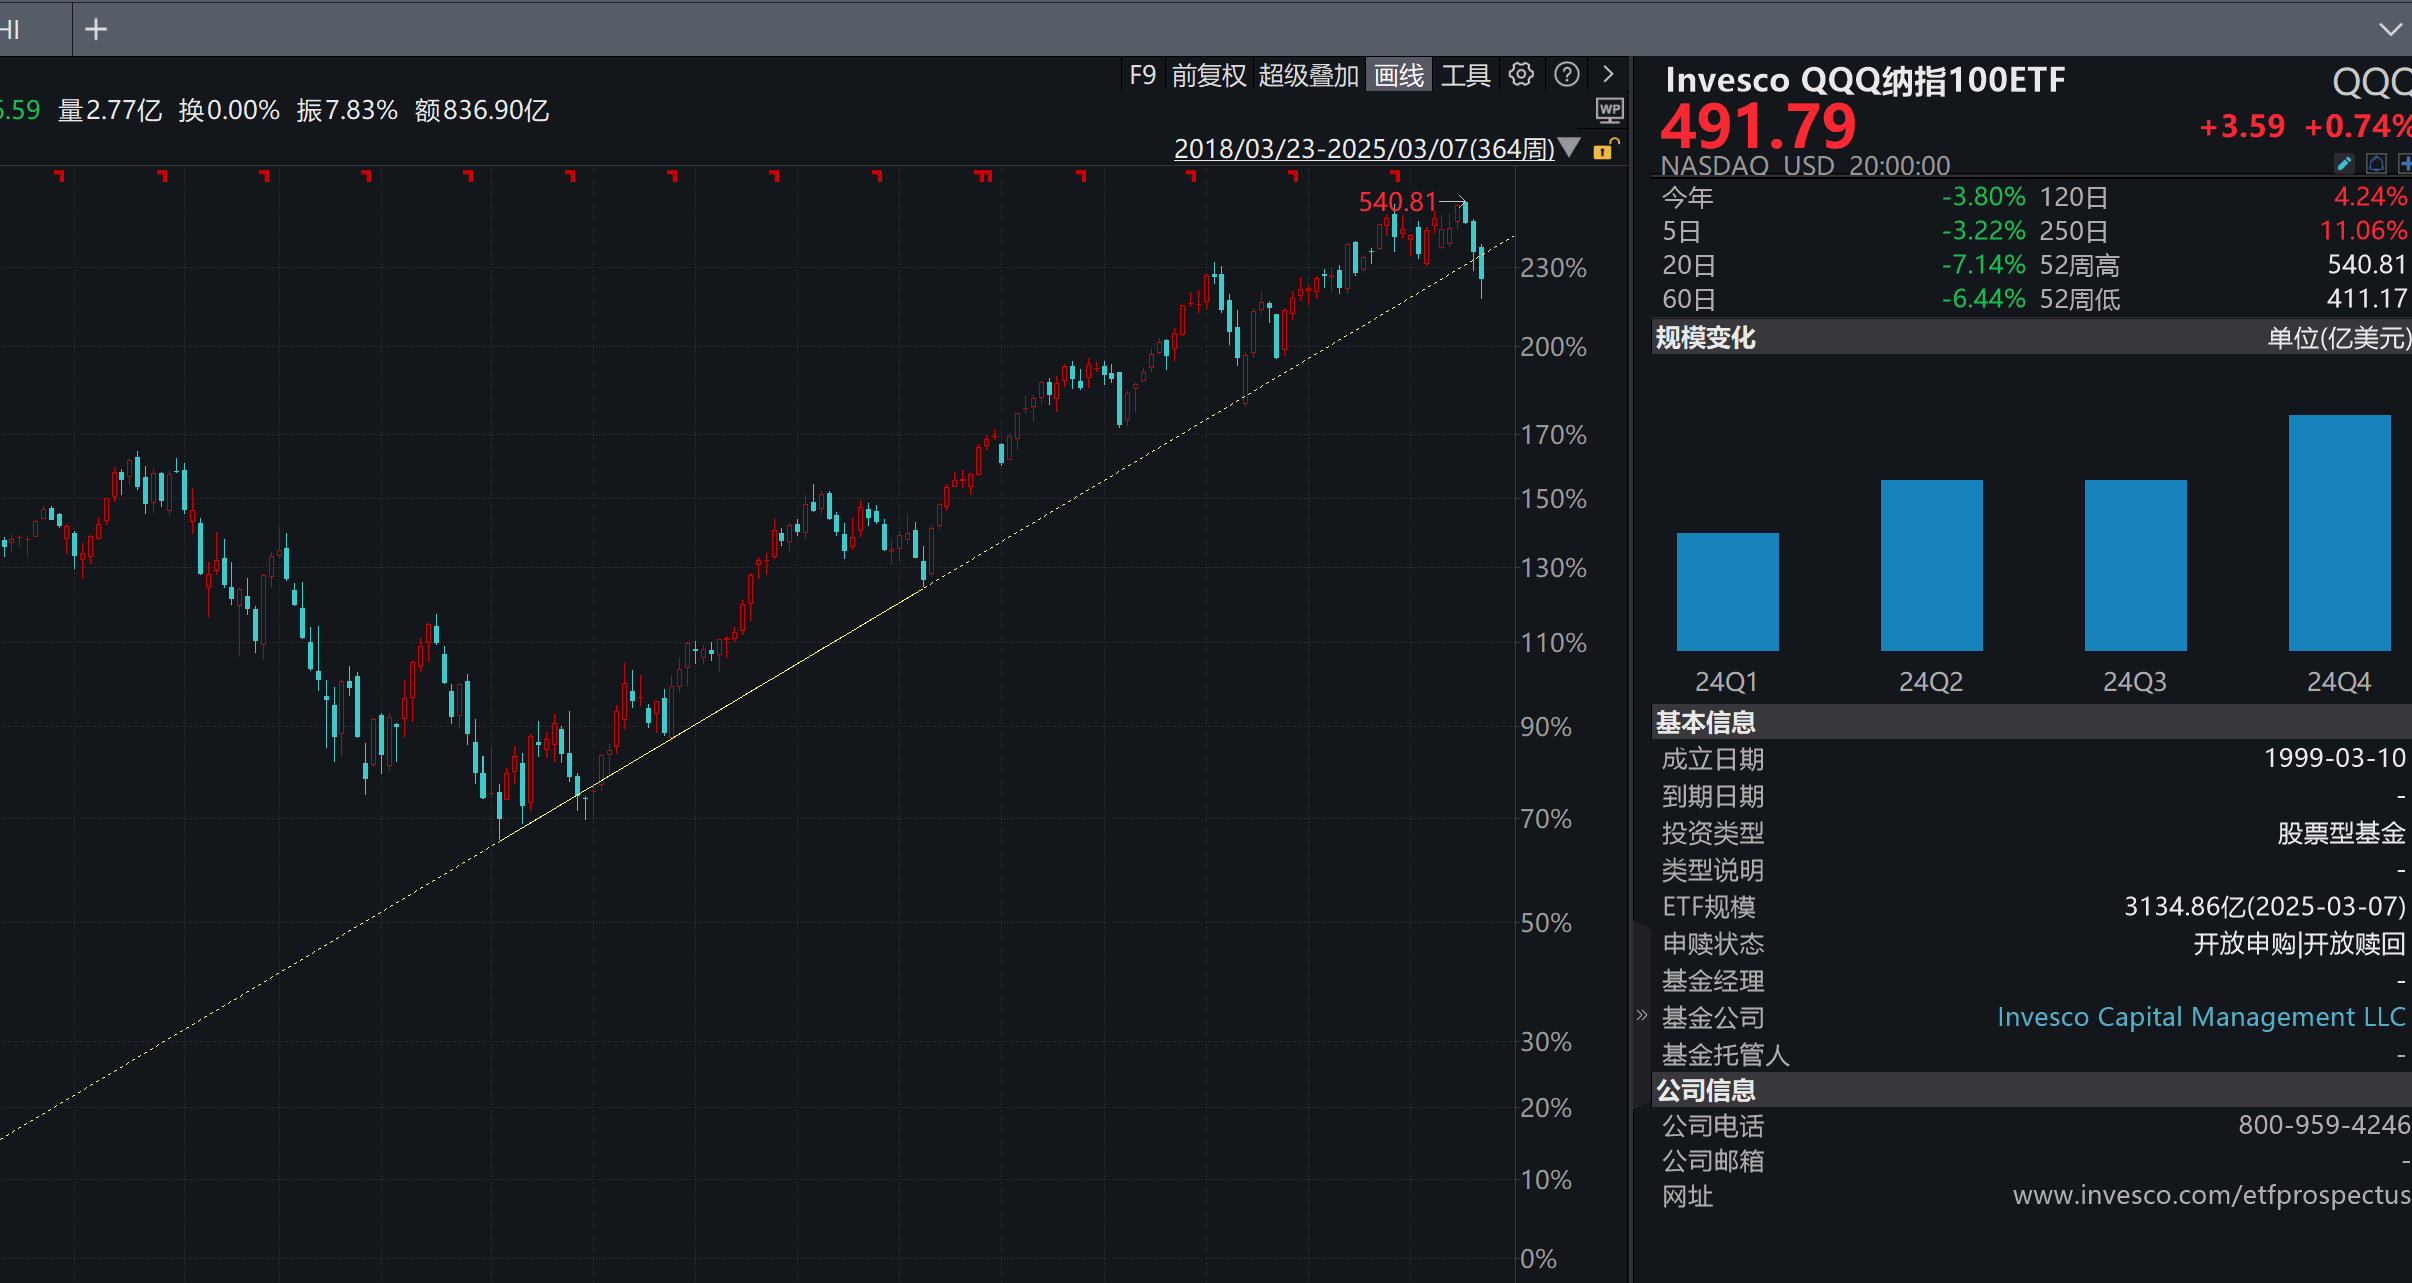 HI
F9 前复权 超级叠加 画线 工具
5.59 量2.77亿 换0.00% 振7.83% 额836.90亿
WP
2018/03/23-2025/03/07(364周)
540.81
230%
200%
170%
150%
130%
110%
90%
70%
50%
30%
20%
10%
0%
Invesco QQQ纳指100ETF QQQ
491.79 +3.59 +0.74%
NASDAQ USD 20:00:00
今年 -3.80% 120日 4.24%
5日 -3.22% 250日 11.06%
20日 -7.14% 52周高 540.81
60日 -6.44% 52周低 411.17
规模变化 单位(亿美元)
24Q1 24Q2 24Q3 24Q4
基本信息
成立日期 1999-03-10
到期日期 -
投资类型 股票型基金
类型说明 -
ETF规模 3134.86亿(2025-03-07)
申赎状态 开放申购|开放赎回
基金经理 -
基金公司 Invesco Capital Management LLC
基金托管人 -
公司信息
公司电话 800-959-4246
公司邮箱 -
网址 www.invesco.com/etfprospectus